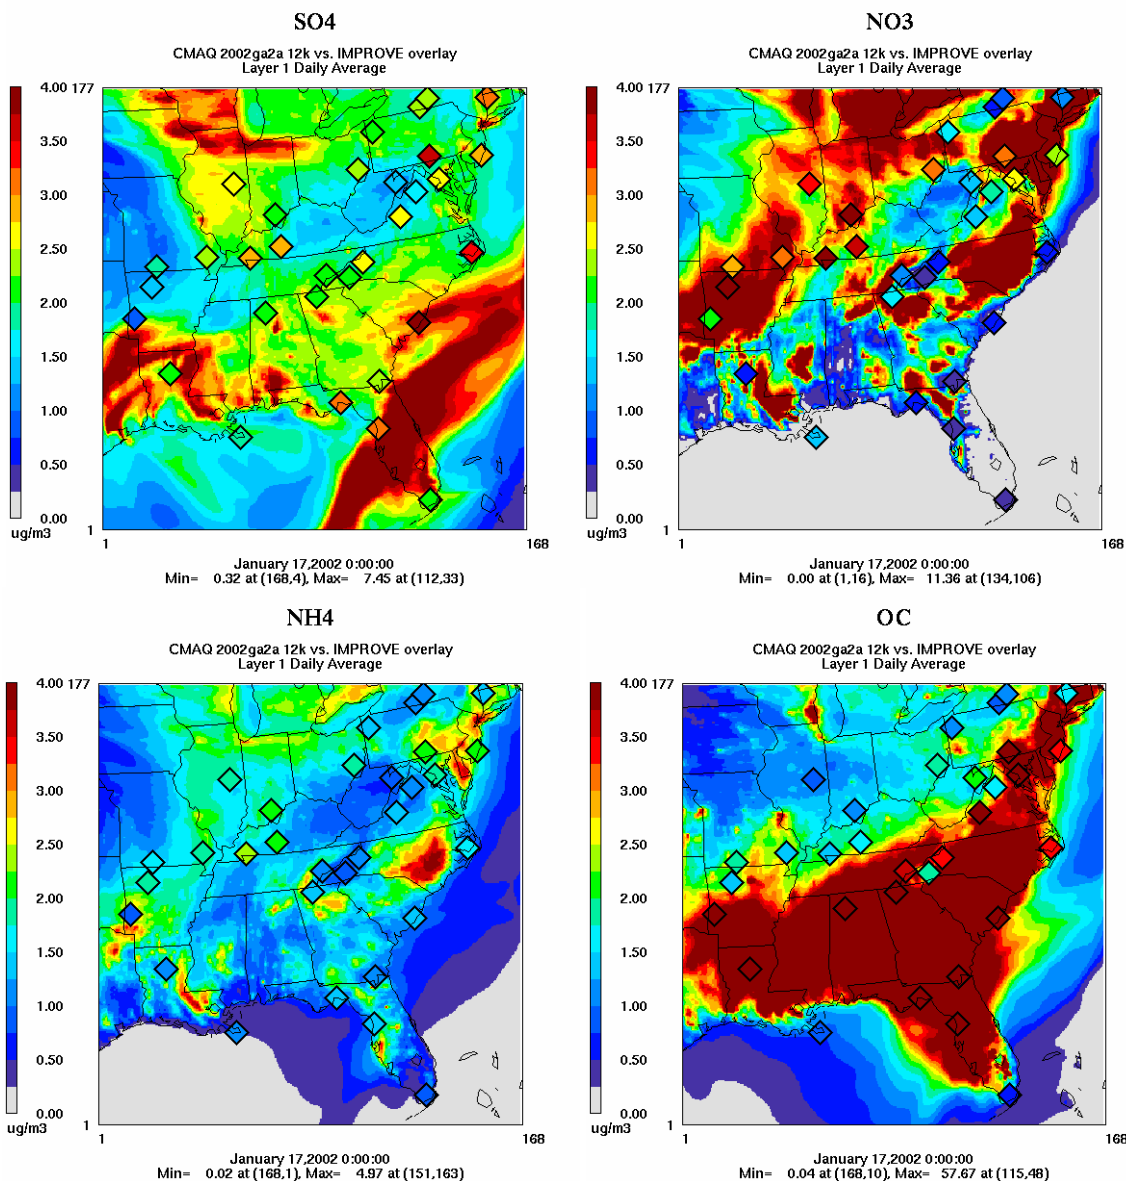 SO4
CMAQ 2002ga2a 12k vs. IMPROVE overlay
Layer 1 Daily Average
4.00 177
3.50
3.00
2.50
2.00
1.50
1.00
0.50
0.00
ug/m3
1
1
168
January 17,2002 0:00:00
Min= 0.32 at (168,4), Max= 7.45 at (112,33)
NO3
CMAQ 2002ga2a 12k vs. IMPROVE overlay
Layer 1 Daily Average
4.00 177
3.50
3.00
2.50
2.00
1.50
1.00
0.50
0.00
ug/m3
1
1
168
January 17,2002 0:00:00
Min= 0.00 at (1,16), Max= 11.36 at (134,106)
NH4
CMAQ 2002ga2a 12k vs. IMPROVE overlay
Layer 1 Daily Average
4.00 177
3.50
3.00
2.50
2.00
1.50
1.00
0.50
0.00
ug/m3
1
1
168
January 17,2002 0:00:00
Min= 0.02 at (168,1), Max= 4.97 at (151,163)
OC
CMAQ 2002ga2a 12k vs. IMPROVE overlay
Layer 1 Daily Average
4.00 177
3.50
3.00
2.50
2.00
1.50
1.00
0.50
0.00
ug/m3
1
1
168
January 17,2002 0:00:00
Min= 0.04 at (168,10), Max= 57.67 at (115,48)